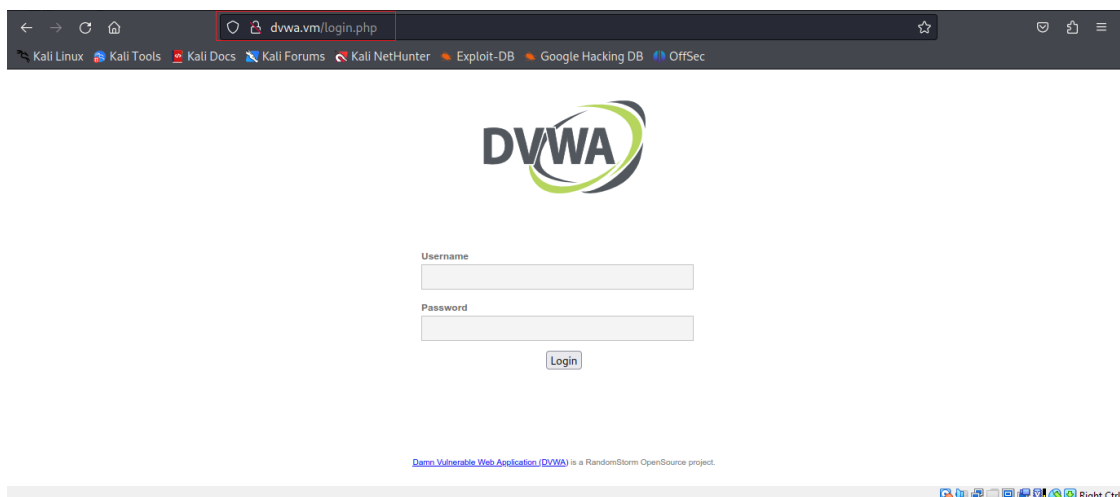 dvwa.vm/login.php
Kali Linux Kali Tools Kali Docs Kali Forums Kali NetHunter Exploit-DB Google Hacking DB OffSec
DVWA
Username
Password
Login
Damn Vulnerable Web Application (DVWA) is a RandomStorm OpenSource project.
Right Ctrl